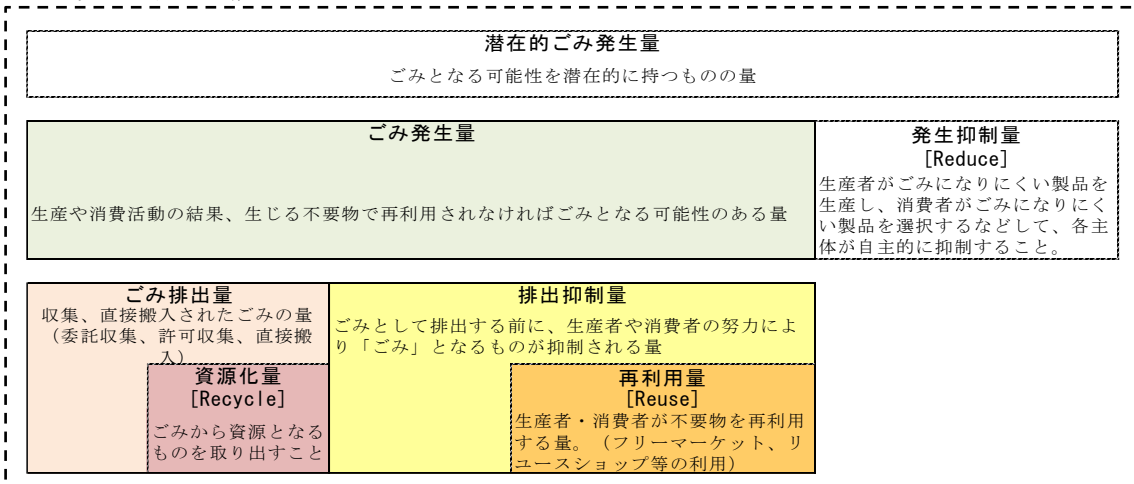 潜在的ごみ発生量
ごみとなる可能性を潜在的に持つものの量
ごみ発生量
生産や消費活動の結果、生じる不要物で再利用されなければごみとなる可能性のある量
発生抑制量
[Reduce]
生産者がごみになりにくい製品を
生産し、消費者がごみになりにく
い製品を選択するなどして、各主
体が自主的に抑制すること。
ごみ排出量
収集、直接搬入されたごみの量
（委託収集、許可収集、直接搬
入）
資源化量
[Recycle]
ごみから資源となる
ものを取り出すこと
排出抑制量
ごみとして排出する前に、生産者や消費者の努力によ
り「ごみ」となるものが抑制される量
再利用量
[Reuse]
生産者・消費者が不要物を再利用
する量。（フリーマーケット、リ
ユースショップ等の利用）